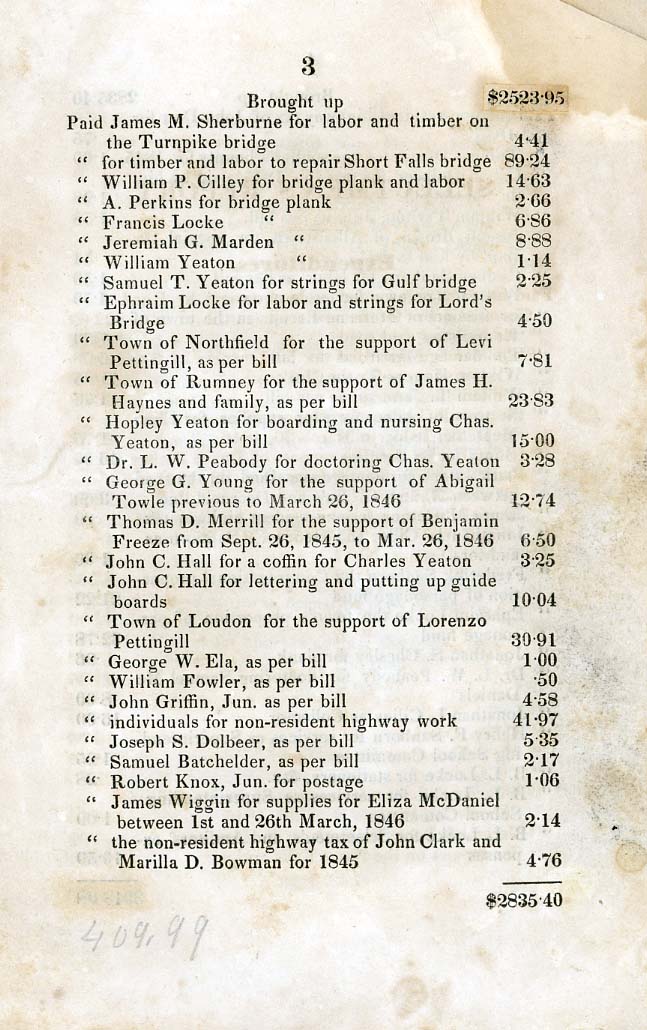 3
Brought up $2523·95
Paid James M. Sherburne for labor and timber on
the Turnpike bridge 4·41
“ for timber and labor to repair Short Falls bridge 89·24
“ William P. Cilley for bridge plank and labor 14·63
“ A. Perkins for bridge plank 2·66
“ Francis Locke “ 6·86
“ Jeremiah G. Marden “ 8·88
“ William Yeaton “ 1·14
“ Samuel T. Yeaton for strings for Gulf bridge 2·25
“ Ephraim Locke for labor and strings for Lord's
Bridge 4·50
“ Town of Northfield for the support of Levi
Pettingill, as per bill 7·81
“ Town of Rumney for the support of James H.
Haynes and family, as per bill 23·83
“ Hopley Yeaton for boarding and nursing Chas.
Yeaton, as per bill 15·00
“ Dr. L. W. Peabody for doctoring Chas. Yeaton 3·28
“ George G. Young for the support of Abigail
Towle previous to March 26, 1846 12·74
“ Thomas D. Merrill for the support of Benjamin
Freeze from Sept. 26, 1845, to Mar. 26, 1846 6·50
“ John C. Hall for a coffin for Charles Yeaton 3·25
“ John C. Hall for lettering and putting up guide
boards 10·04
“ Town of Loudon for the support of Lorenzo
Pettingill 30·91
“ George W. Ela, as per bill 1·00
“ William Fowler, as per bill ·50
“ John Griffin, Jun. as per bill 4·58
“ individuals for non-resident highway work 41·97
“ Joseph S. Dolbeer, as per bill 5·35
“ Samuel Batchelder, as per bill 2·17
“ Robert Knox, Jun. for postage 1·06
“ James Wiggin for supplies for Eliza McDaniel
between 1st and 26th March, 1846 2·14
“ the non-resident highway tax of John Clark and
Marilla D. Bowman for 1845 4·76
$2835·40
409.99